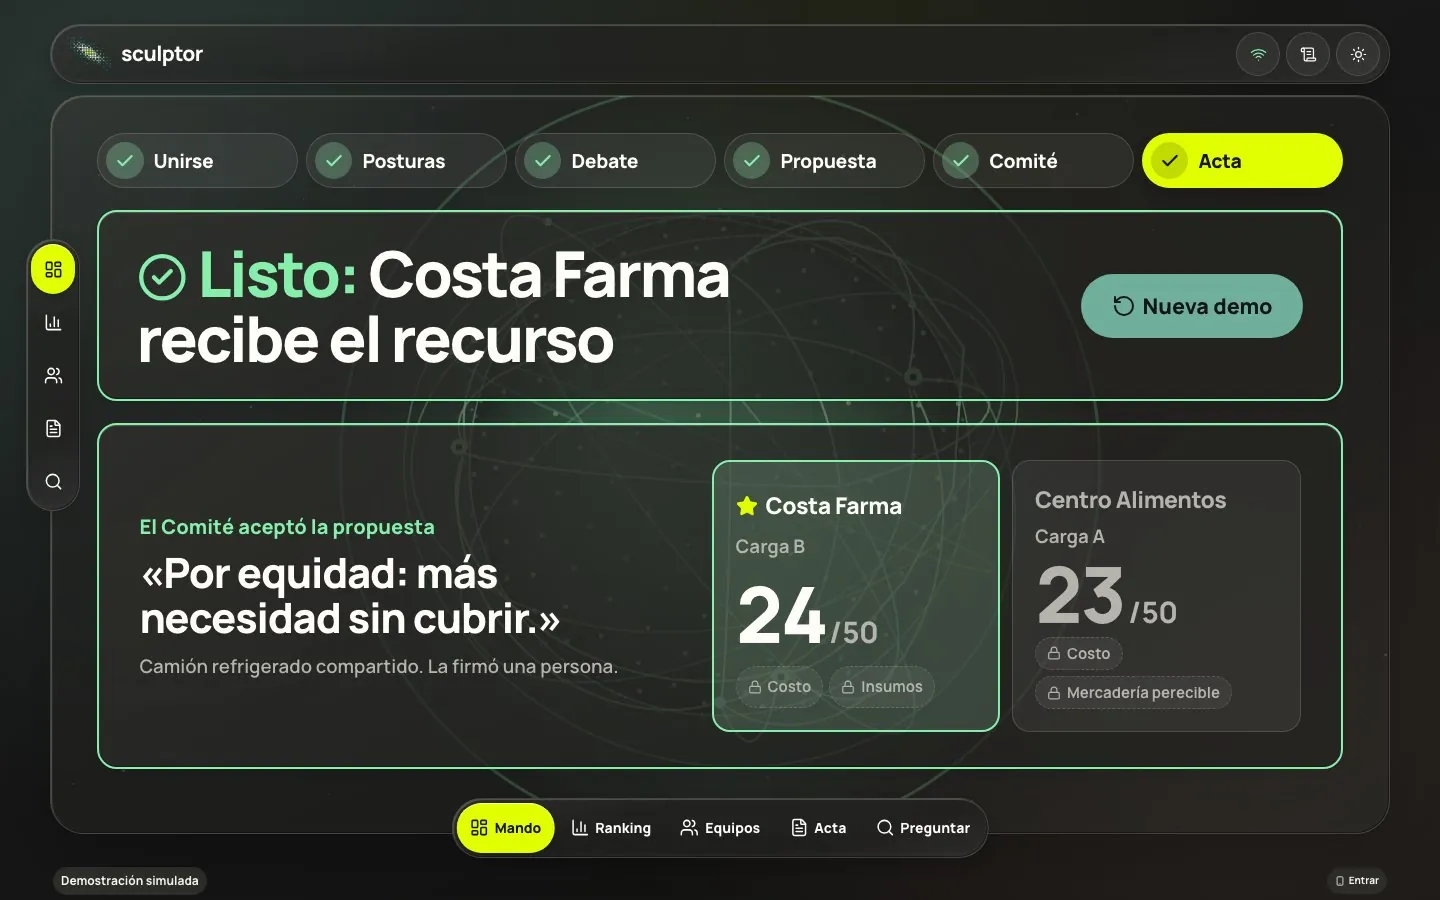 sculptor
Unirse
Posturas
Debate
Propuesta
Comité
Acta
Listo: Costa Farma
recibe el recurso
Nueva demo
El Comité aceptó la propuesta
«Por equidad: más
necesidad sin cubrir.»
Camión refrigerado compartido. La firmó una persona.
Costa Farma
Carga B
24/50
Costo
Insumos
Centro Alimentos
Carga A
23/50
Costo
Mercadería perecible
Mando
Ranking
Equipos
Acta
Preguntar
Demostración simulada
Entrar